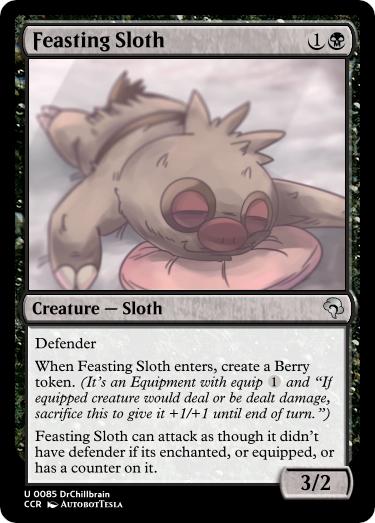 Feasting Sloth 1
Creature — Sloth
Defender
When Feasting Sloth enters, create a Berry
token. (It's an Equipment with equip 1 and “If
equipped creature would deal or be dealt damage,
sacrifice this to give it +1/+1 until end of turn.”)
Feasting Sloth can attack as though it didn't
have defender if its enchanted, or equipped, or
has a counter on it.
3/2
U 0085 DrChillbrain
CCR AutobotTesla